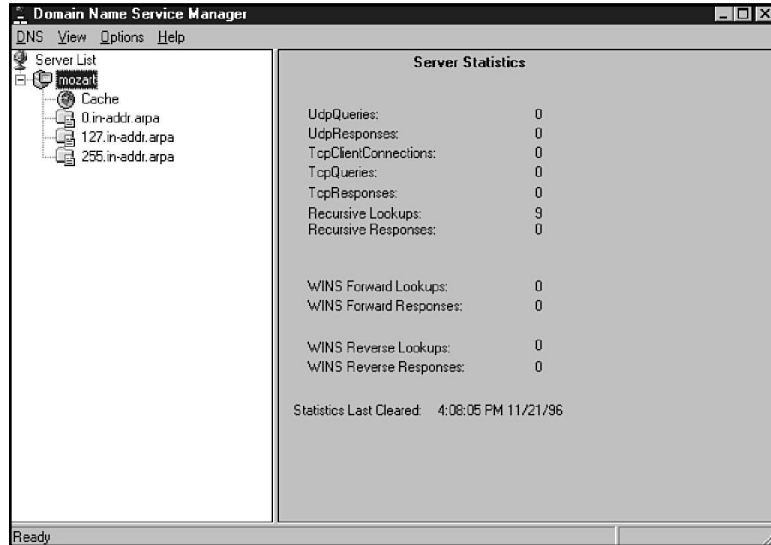 Domain Name Service Manager
DNS View Options Help
Server List
mozart
Cache
0.in-addr.arpa
127.in-addr.arpa
255.in-addr.arpa
Server Statistics
UdpQueries: 0
UdpResponses: 0
TcpClientConnections: 0
TcpQueries: 0
TcpResponses: 0
Recursive Lookups: 9
Recursive Responses: 0
WINS Forward Lookups: 0
WINS Forward Responses: 0
WINS Reverse Lookups: 0
WINS Reverse Responses: 0
Statistics Last Cleared: 4:08:05 PM 11/21/96
Ready